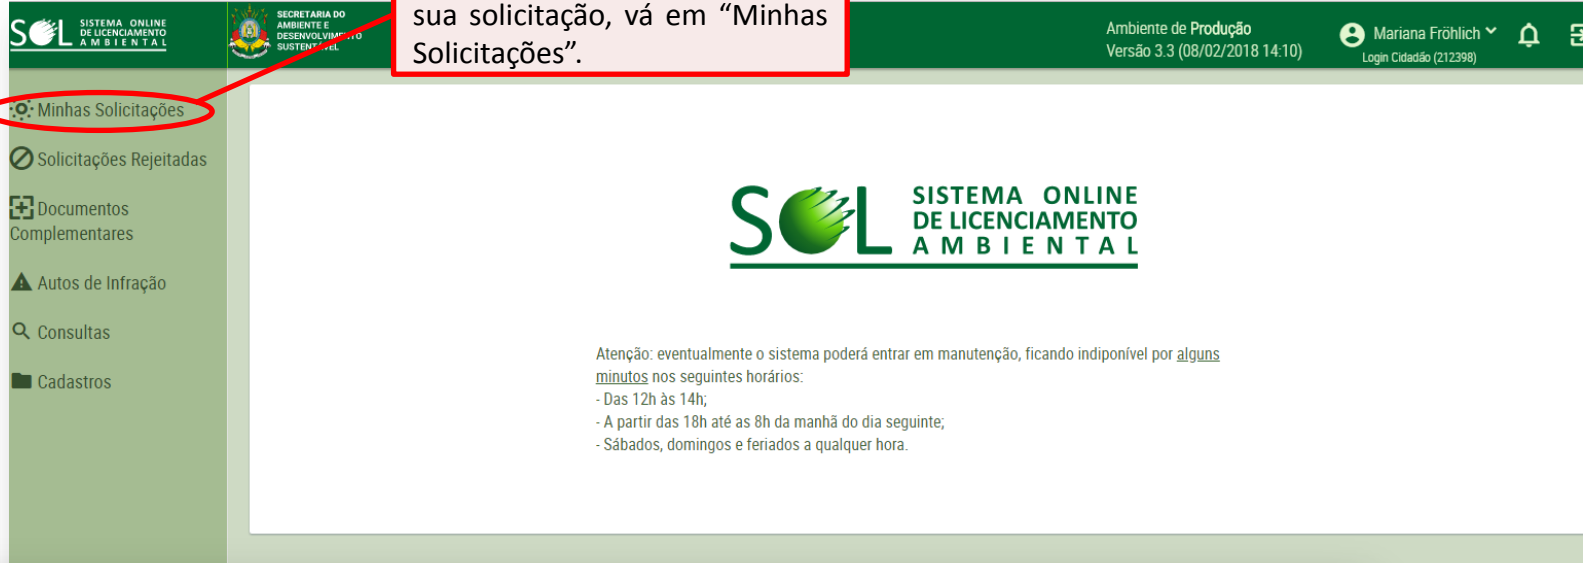 SOL SISTEMA ONLINE
DE LICENCIAMENTO
AMBIENTAL
SECRETARIA DO
AMBIENTE E
DESENVOLVIMENTO
SUSTENTÁVEL
sua solicitação, vá em “Minhas
Solicitações”.
Ambiente de Produção
Versão 3.3 (08/02/2018 14:10)
Mariana Fröhlich
Login Cidadão (212398)
Minhas Solicitações
Solicitações Rejeitadas
Documentos
Complementares
Autos de Infração
Consultas
Cadastros
SOL SISTEMA ONLINE
DE LICENCIAMENTO
AMBIENTAL
Atenção: eventualmente o sistema poderá entrar em manutenção, ficando indiponível por alguns
minutos nos seguintes horários:
- Das 12h às 14h;
- A partir das 18h até as 8h da manhã do dia seguinte;
- Sábados, domingos e feriados a qualquer hora.